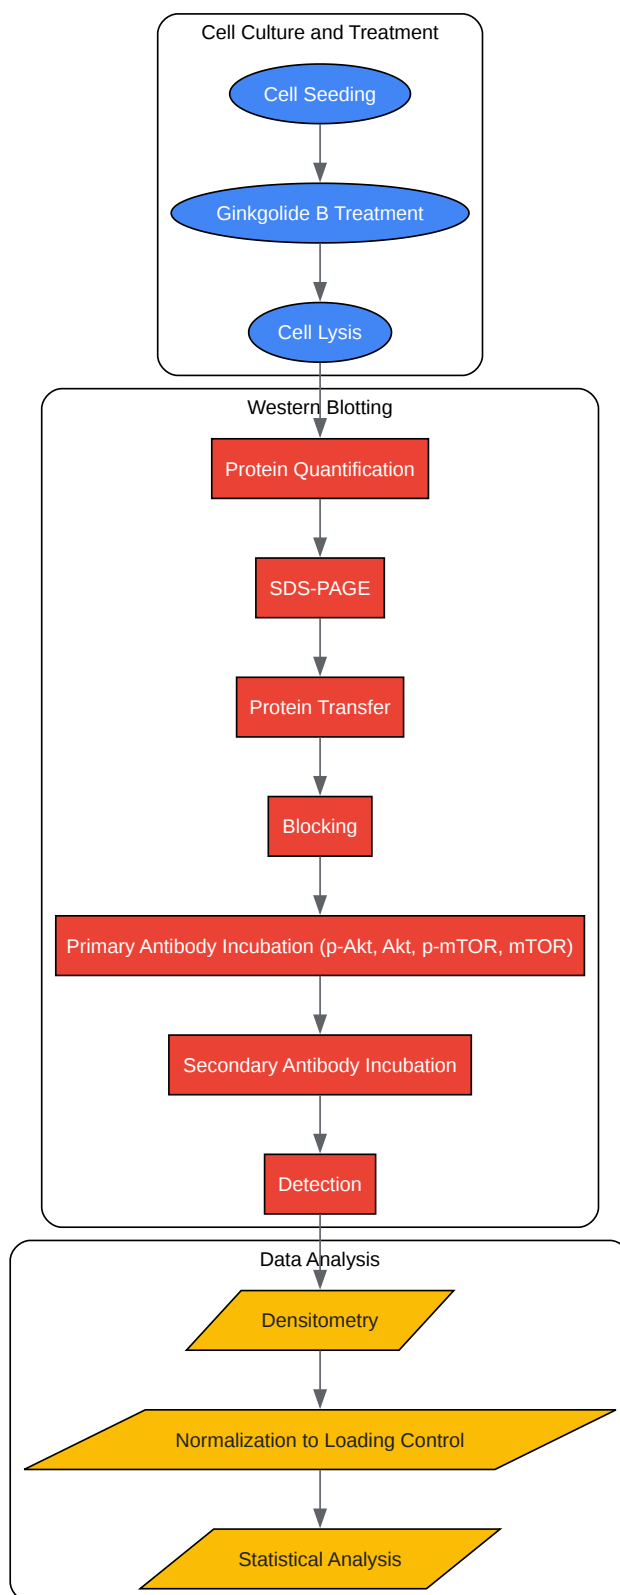 Cell Culture and Treatment
Cell Seeding
Ginkgolide B Treatment
Cell Lysis
Western Blotting
Protein Quantification
SDS-PAGE
Protein Transfer
Blocking
Primary Antibody Incubation (p-Akt, Akt, p-mTOR, mTOR)
Secondary Antibody Incubation
Detection
Data Analysis
Densitometry
Normalization to Loading Control
Statistical Analysis